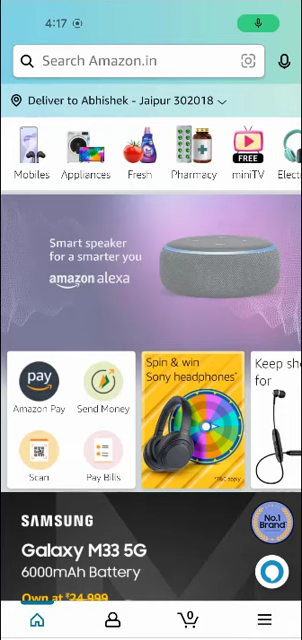 4:17
Search Amazon.in
Deliver to Abhishek - Jaipur 302018
Mobiles Appliances Fresh Pharmacy miniTV Elect
FREE
Smart speaker
for a smarter you
amazon alexa
pay
Amazon Pay Send Money
Scan Pay Bills
Spin & win
Sony headphones*
*T&C apply
Keep sh
for
SAMSUNG
No.1
Brand
Galaxy M33 5G
6000mAh Battery
Own at ₹24,999
0